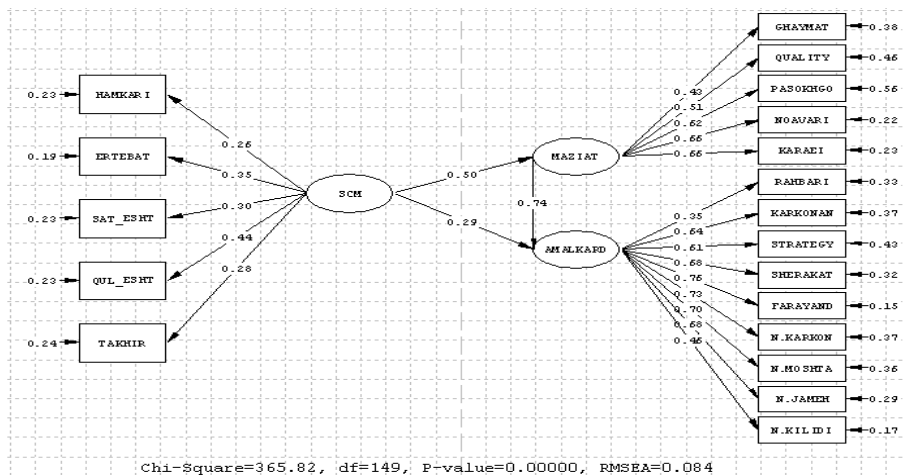 GHAYMAT 0.38
QUALITY 0.46
PASOKHGO 0.56
NOAVARI 0.22
KARAEI 0.23
RAHBARI 0.33
KARKONAN 0.37
STRATEGY 0.43
SHERAKAT 0.32
FARAYAND 0.15
N.KARKON 0.37
N.MOSHTA 0.36
N.JAMEH 0.29
N.KILIDI 0.17
0.23 HAMKARI
0.19 ERTEBAT
0.23 SAT_ESHT
0.23 QUL_ESHT
0.24 TAKHIR
0.26
0.35
0.30
0.44
0.28
SCM
0.50
0.29
MAZIAT
0.74
AMALKARD
0.43
0.51
0.62
0.66
0.66
0.35
0.64
0.61
0.68
0.76
0.73
0.70
0.68
0.46
Chi-Square=365.82, df=149, P-value=0.00000, RMSEA=0.084